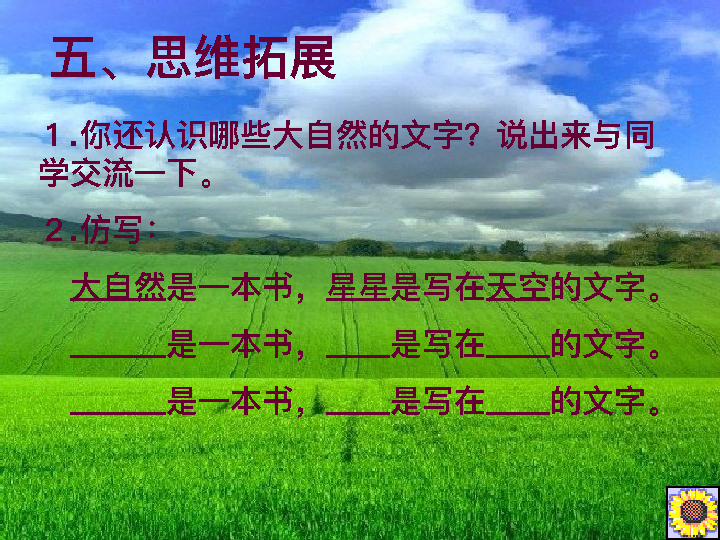 五、思维拓展
１.你还认识哪些大自然的文字？说出来与同
学交流一下。
２.仿写：
大自然是一本书，星星是写在天空的文字。
______是一本书，____是写在____的文字。
______是一本书，____是写在____的文字。